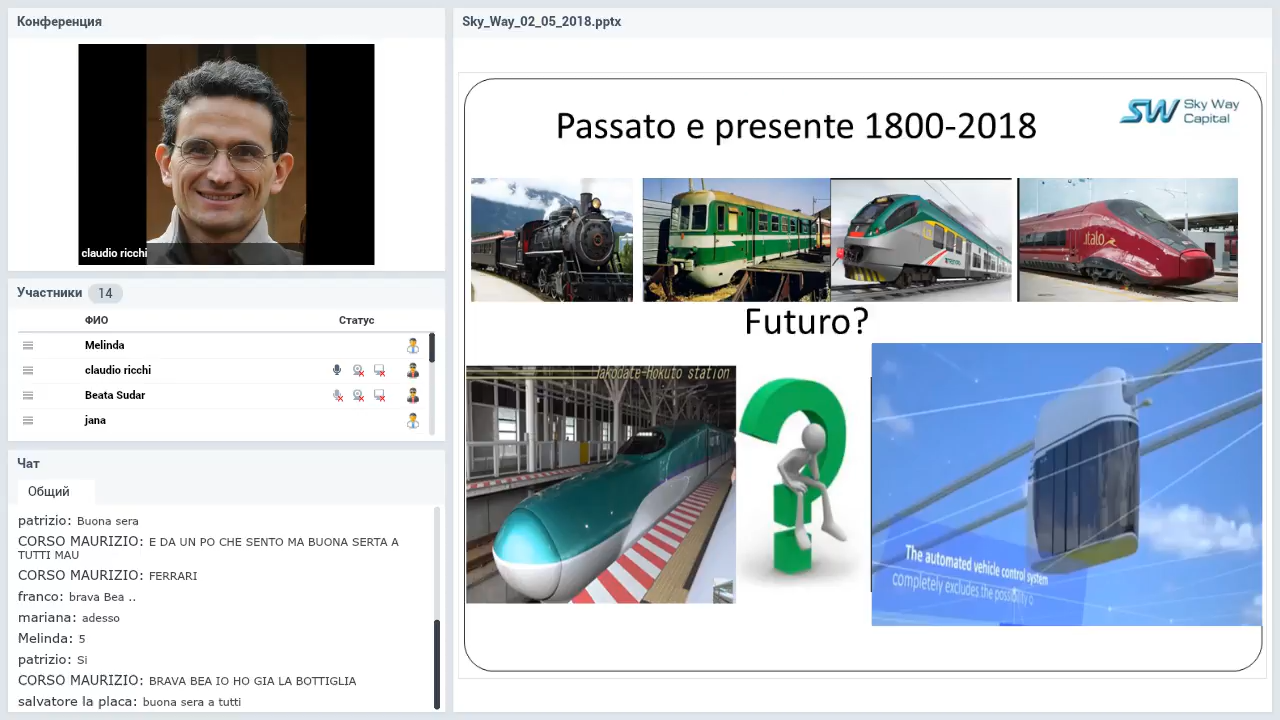 Конференция
claudio ricchi
Участники 14
ФИО Статус
Melinda
claudio ricchi
Beata Sudar
jana
Чат
Общий
patrizio: Buona sera
CORSO MAURIZIO: E DA UN PO CHE SENTO MA BUONA SERTA A
TUTTI MAU
CORSO MAURIZIO: FERRARI
franco: brava Bea ..
mariana: adesso
Melinda: 5
patrizio: Si
CORSO MAURIZIO: BRAVA BEA IO HO GIA LA BOTTIGLIA
salvatore la placa: buona sera a tutti
Sky_Way_02_05_2018.pptx
Passato e presente 1800-2018
SW Sky Way
Capital
.italo
Futuro?
Hakodate-Hokuto station
The automated vehicle control system
completely excludes the possibility o